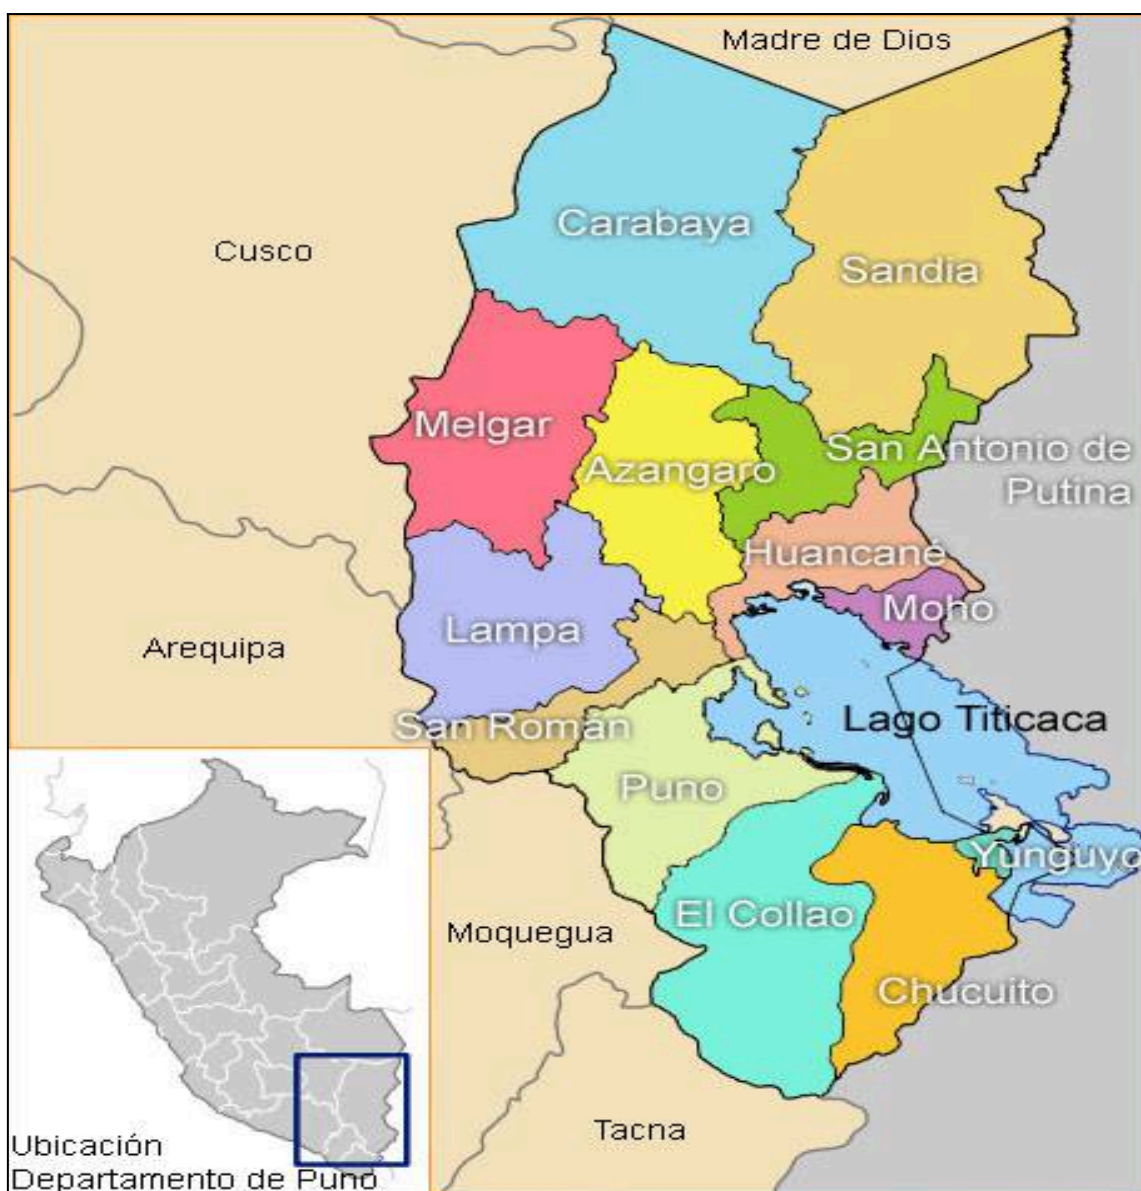 Madre de Dios
Carabaya
Cusco
Sandia
Melgar
San Antonio de
Putina
Azangaro
Huancané
Moho
Lampa
Arequipa
San Román
Lago Titicaca
Puno
Yunguyo
El Collao
Moquegua
Chucuito
Tacna
Ubicación
Departamento de Puno